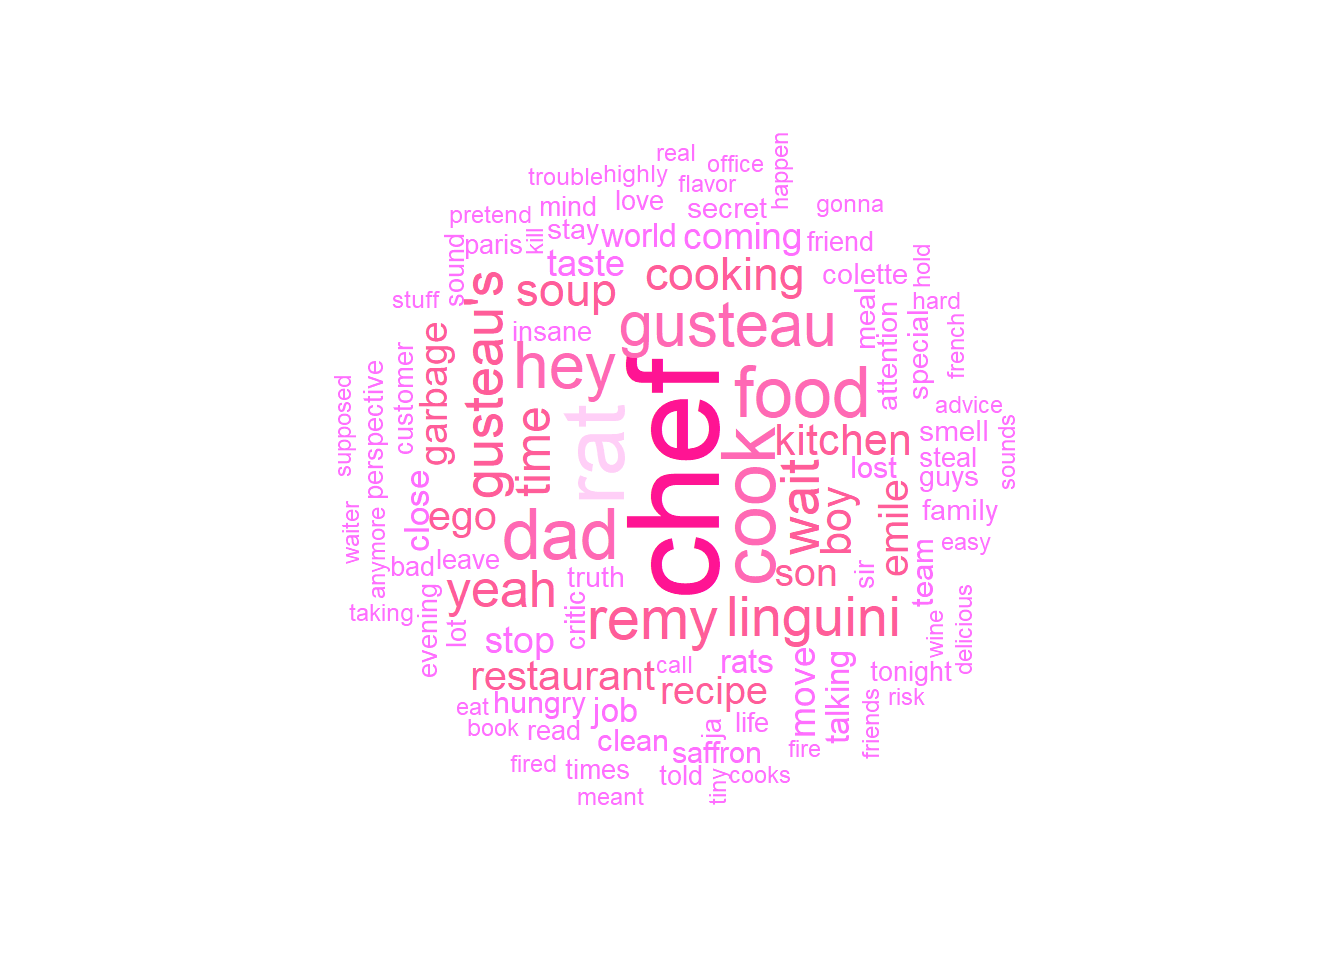 real
office
happen
trouble
highly
flavor
pretend
mind
love
secret
gonna
paris
kill
stay
world
coming
friend
sound
taste
cooking
colette
hold
stuff
gusteau's
soup
insane
gusteau
meal
attention
special
hard
french
supposed
perspective
customer
garbage
hey
chef
food
advice
time
rat
cook
kitchen
smell
sounds
steal
lost
guys
waiter
anymore
close
ego
dad
wait
boy
emile
family
easy
bad
leave
yeah
truth
son
sir
team
taking
evening
lot
critic
remy
linguini
wine
delicious
stop
restaurant
call
rats
recipe
move
talking
tonight
risk
friends
eat
hungry
job
book
read
clean
ja
life
saffron
fire
fired
times
told
tiny
cooks
meant